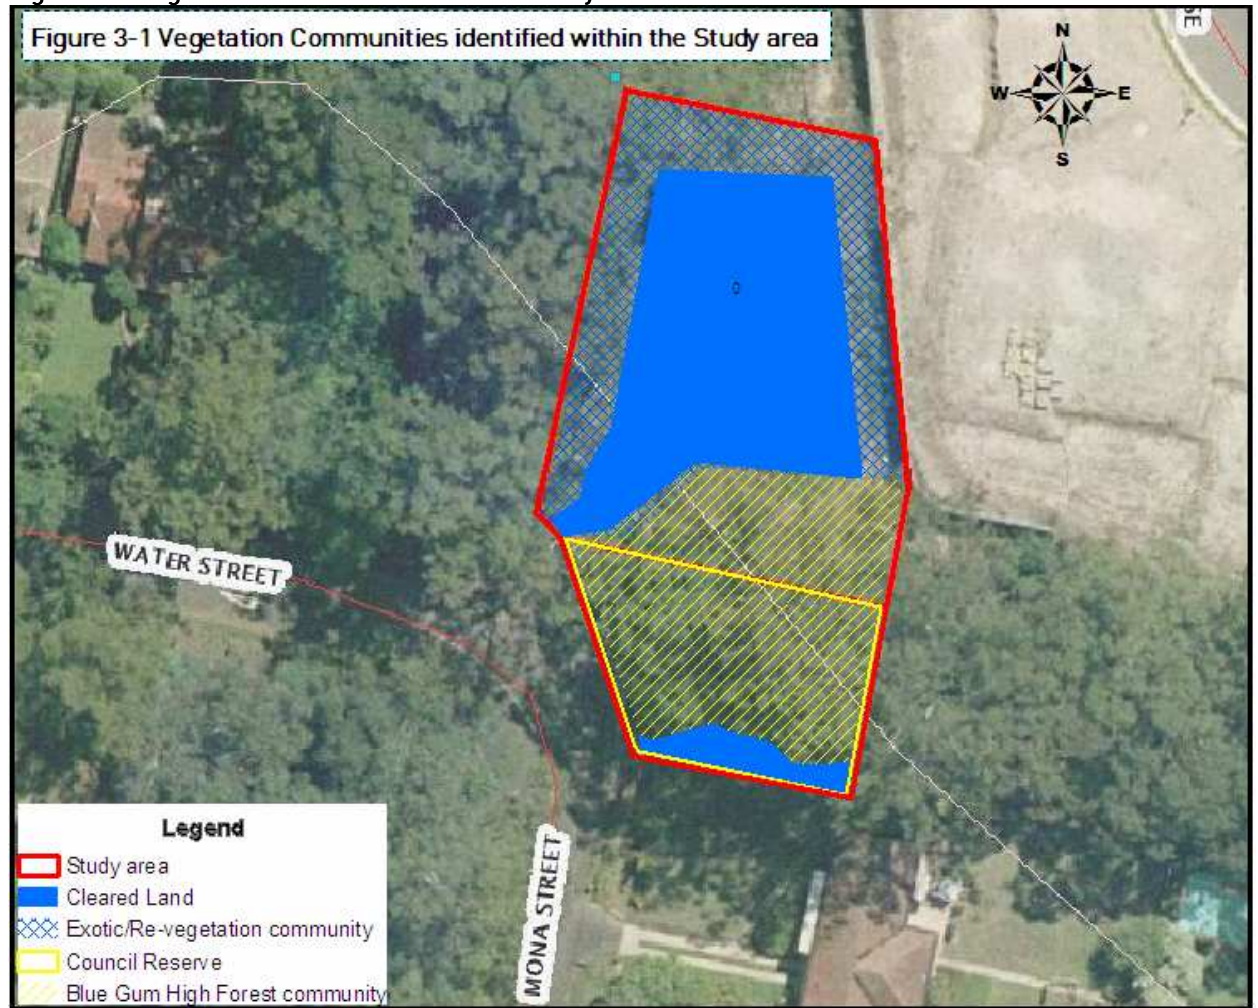 Figure 3-1 Vegetation Communities identified within the Study area
N
W E
S
SE
0
WATER STREET
MONA STREET
Legend
Study area
Cleared Land
Exotic/Re-vegetation community
Council Reserve
Blue Gum High Forest community